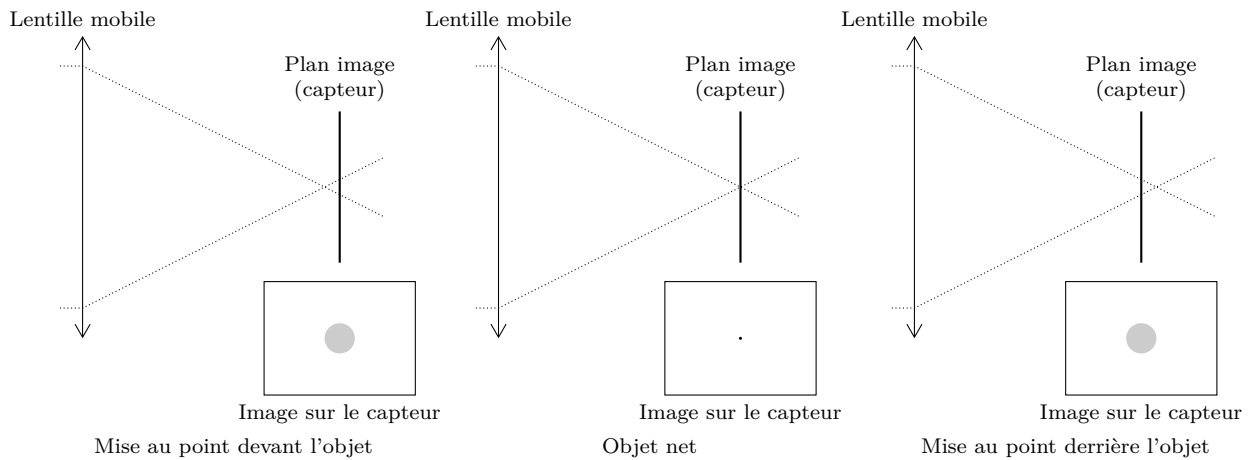 Lentille mobile
Plan image
(capteur)
Image sur le capteur
Mise au point devant l'objet
Lentille mobile
Plan image
(capteur)
Image sur le capteur
Objet net
Lentille mobile
Plan image
(capteur)
Image sur le capteur
Mise au point derrière l'objet